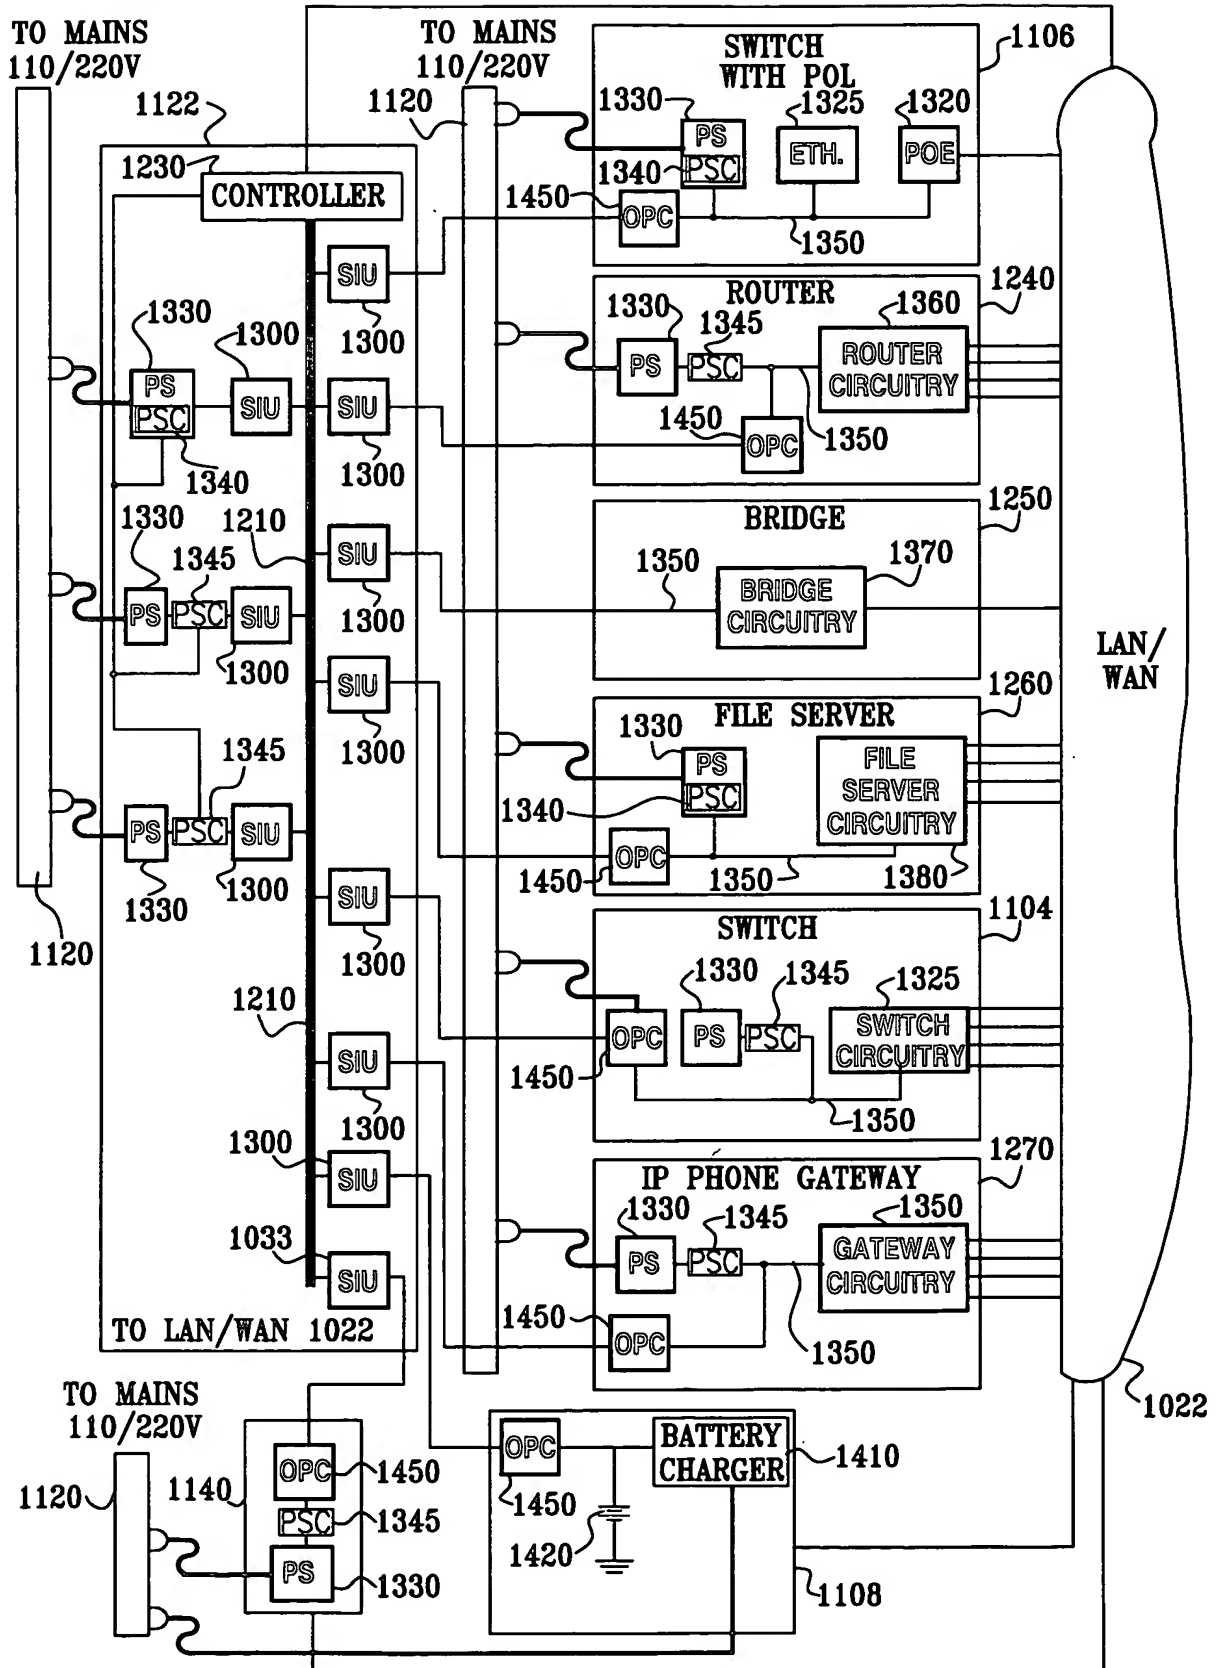 TO MAINS
110/220V
TO MAINS
110/220V
1122
1120
1230
CONTROLLER
SWITCH
WITH POL
1106
1330
1325
1320
PS
PSC
ETH.
POE
1340
1450
OPC
1350
SIU
1300
1330
1300
PS
PSC
SIU
1340
SIU
1300
ROUTER
1240
1330
1345
1360
PS
PSC
ROUTER
CIRCUITRY
1450
OPC
1350
1330
1210
1345
PS
PSC
SIU
1300
SIU
1300
BRIDGE
1250
1350
1370
BRIDGE
CIRCUITRY
LAN/
WAN
SIU
1300
FILE SERVER
1260
1330
PS
PSC
1340
FILE
SERVER
CIRCUITRY
OPC
1450
1350
1380
1345
PS
PSC
SIU
1330
1300
1120
SIU
1300
SWITCH
1104
1330
1345
1325
OPC
PS
PSC
SWITCH
CIRCUITRY
1450
1350
1210
SIU
1300
1300
SIU
1033
SIU
TO LAN/WAN 1022
IP PHONE GATEWAY
1270
1330
1345
1350
PS
PSC
GATEWAY
CIRCUITRY
1450
OPC
1350
1022
TO MAINS
110/220V
1120
1140
OPC
1450
PSC
1345
PS
1330
OPC
1450
BATTERY
CHARGER
1410
1420
1108